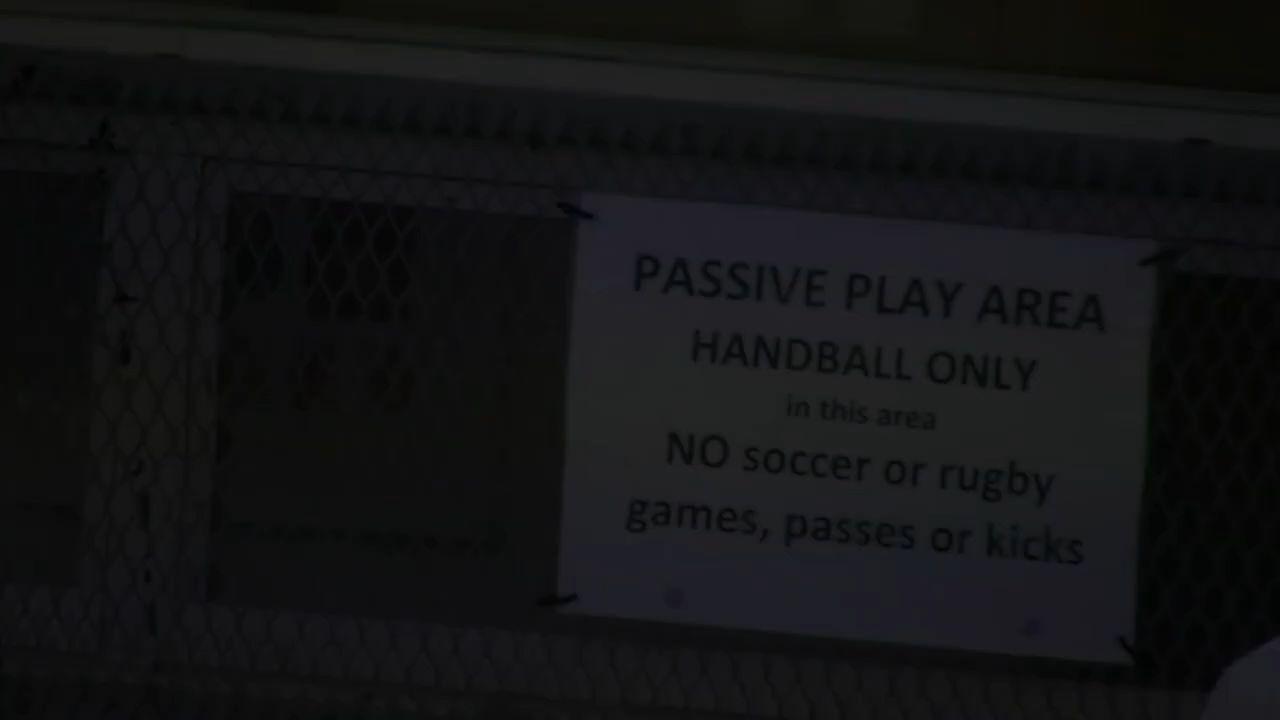 PASSIVE PLAY AREA
HANDBALL ONLY
in this area
NO soccer or rugby
games, passes or kicks